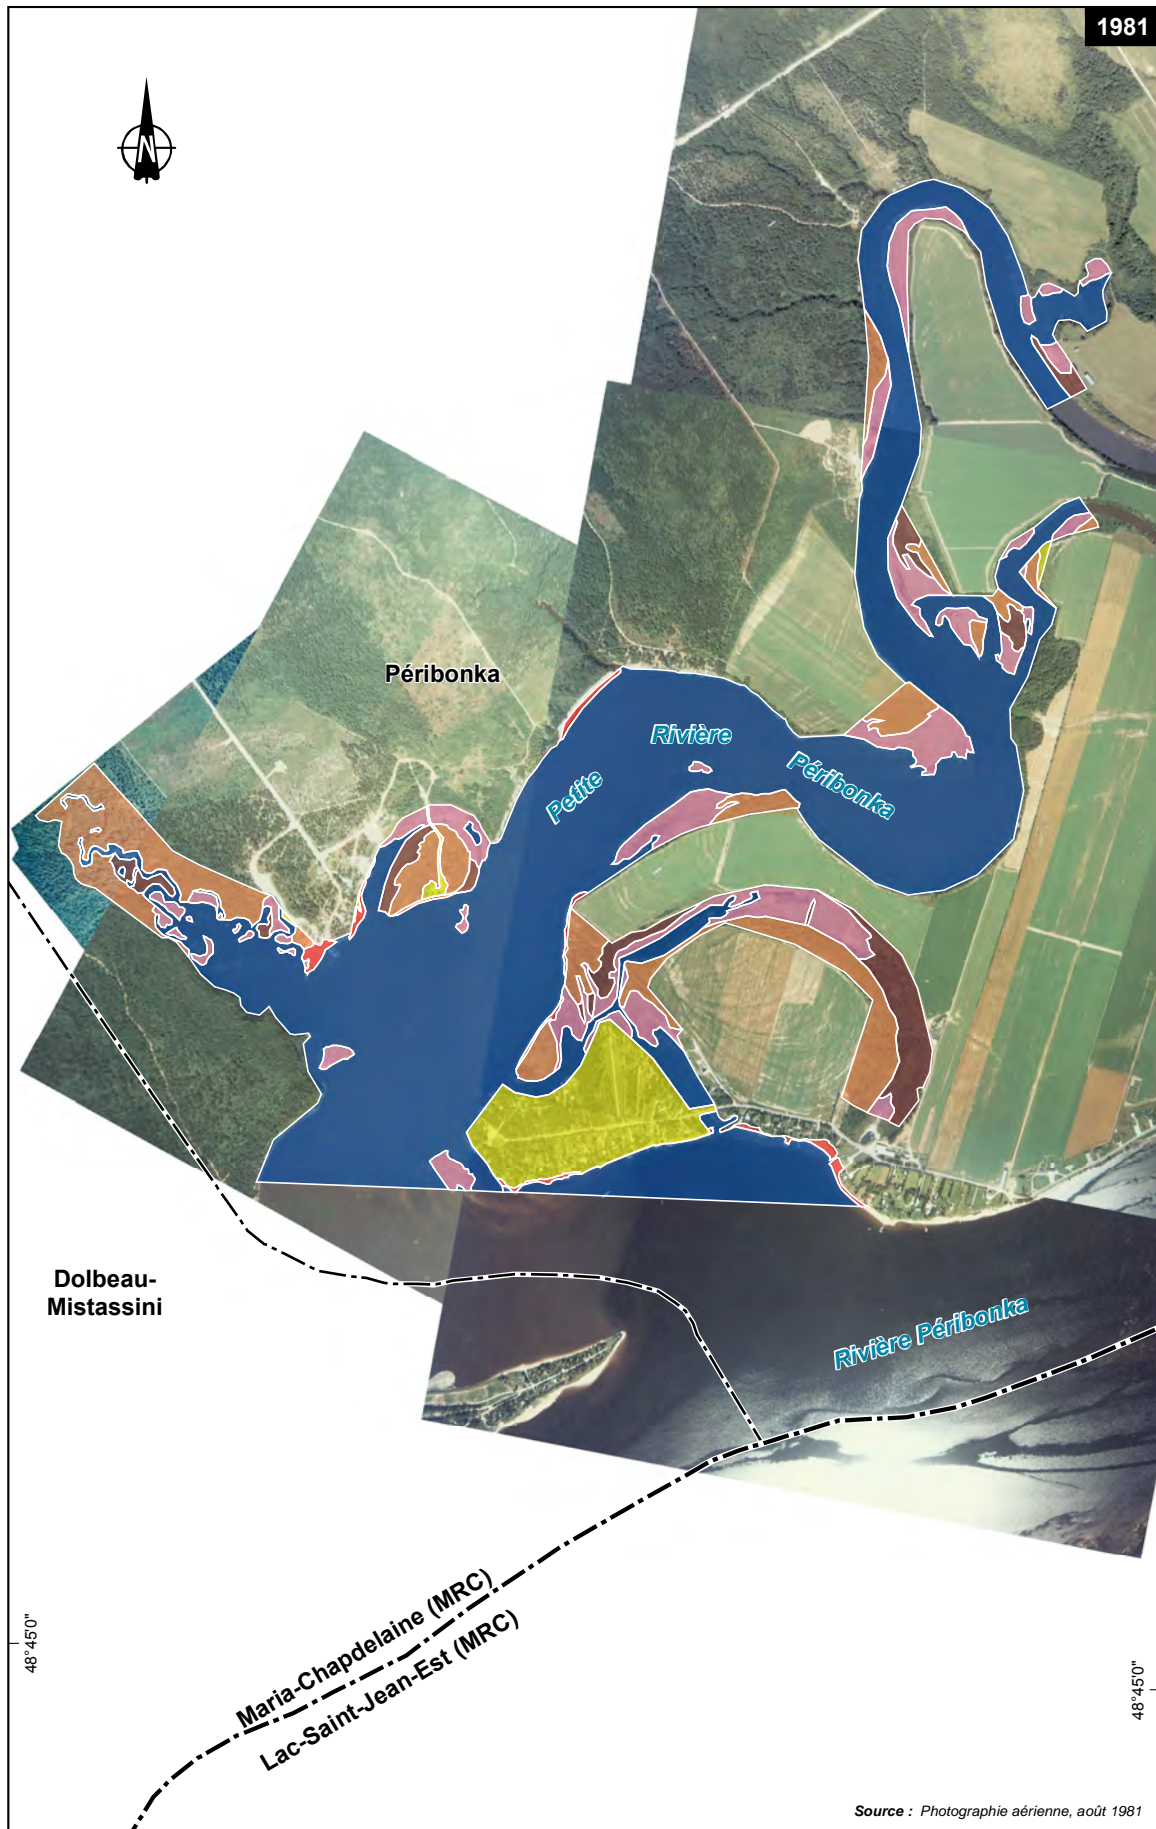 1981
N
Péribonka
Rivière
Petite
Péribonka
Dolbeau-
Mistassini
Rivière Péribonka
Maria-Chapdelaine (MRC)
Lac-Saint-Jean-Est (MRC)
48°45'0"
48°45'0"
Source : Photographie aérienne, août 1981